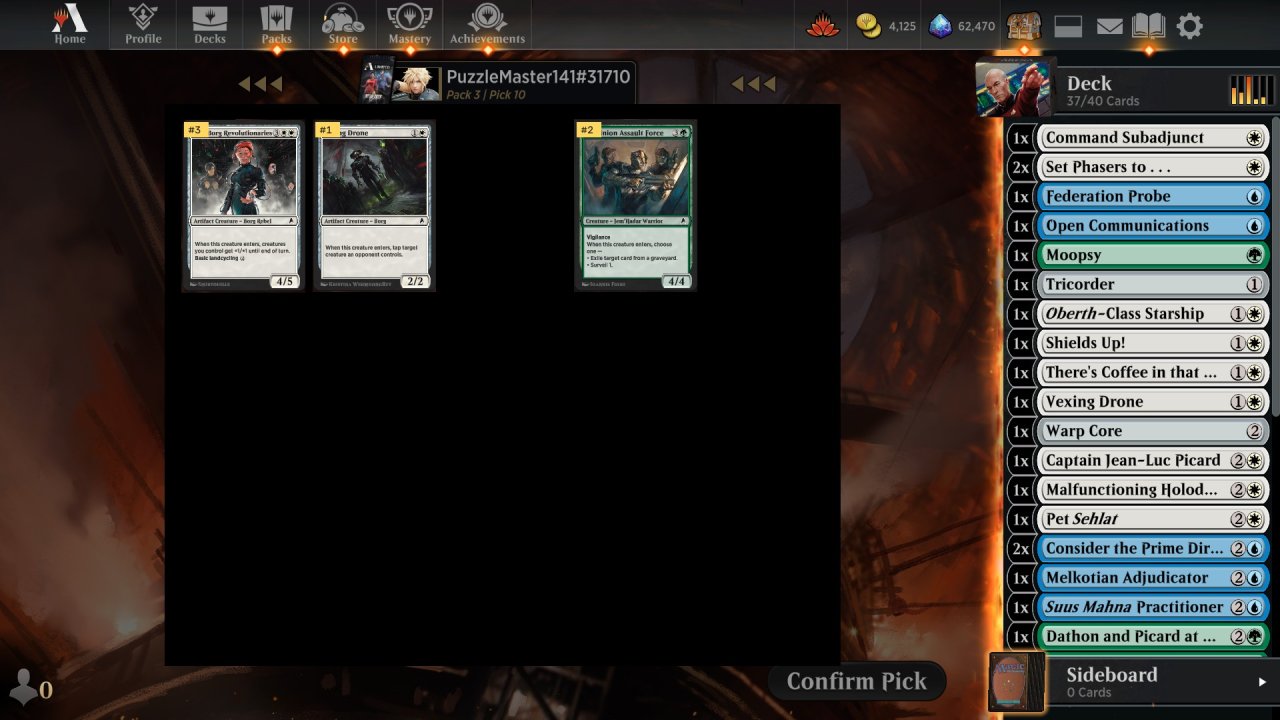 Home
Profile
Decks
Packs
Store
Mastery
Achievements
4,125
62,470
PuzzleMaster141#31710
Pack 3 | Pick 10
Deck
37/40 Cards
#3
Borg Revolutionaries
Artifact Creature – Borg Rebel
When this creature enters, creatures
you control get +1/+1 until end of turn.
Basic landcycling
4/5
#1
Drone
Artifact Creature – Borg
When this creature enters, tap target
creature an opponent controls.
2/2
#2
Assault Force
Creature – Jem'Hadar Warrior
Vigilance
When this creature enters, choose
one —
• Exile target card from a graveyard.
• Surveil 1.
4/4
1x Command Subadjunct
2x Set Phasers to . . .
1x Federation Probe
1x Open Communications
1x Moopsy
1x Tricorder 1
1x Oberth-Class Starship 1
1x Shields Up! 1
1x There's Coffee in that ... 1
1x Vexing Drone 1
1x Warp Core 2
1x Captain Jean-Luc Picard 2
1x Malfunctioning Holod... 2
1x Pet Sehlat 2
2x Consider the Prime Dir... 2
1x Melkotian Adjudicator 2
1x Suus Mahna Practitioner 2
1x Dathon and Picard at ... 2
Sideboard
0 Cards
Confirm Pick
0